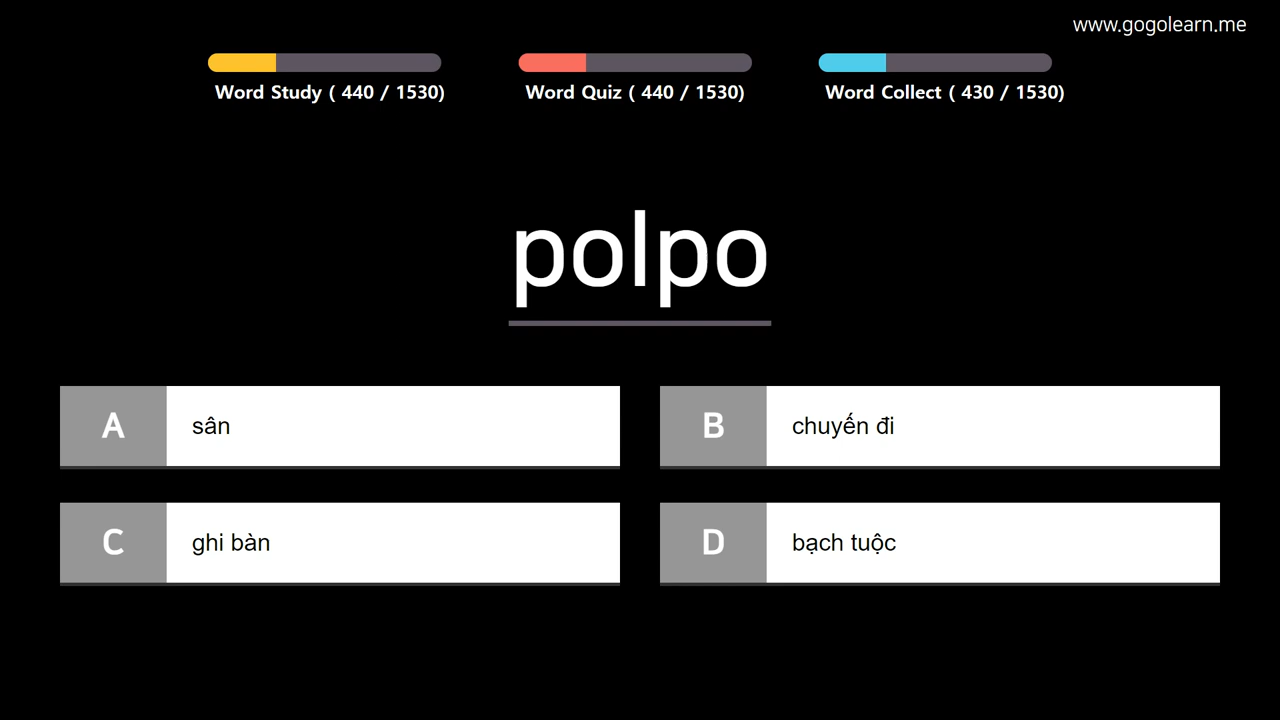 www.gogolearn.me
Word Study ( 440 / 1530)
Word Quiz ( 440 / 1530)
Word Collect ( 430 / 1530)
polpo
A sân
B chuyến đi
C ghi bàn
D bạch tuộc